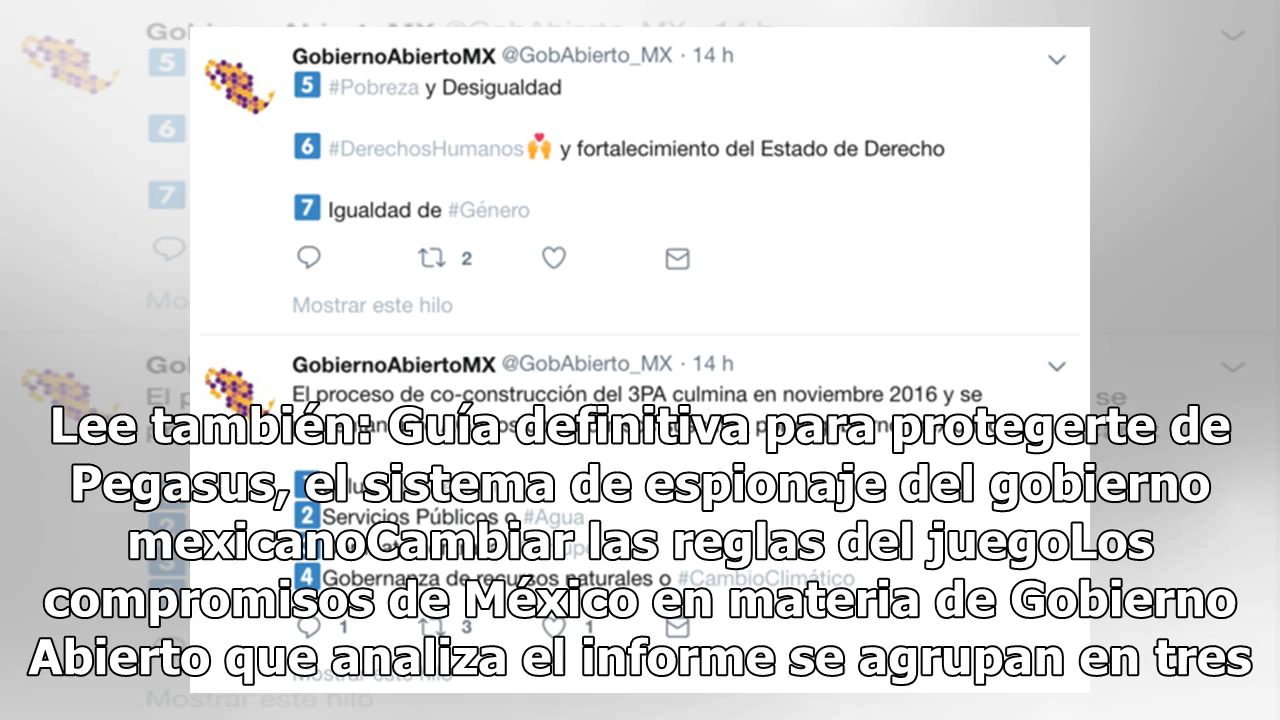 GobiernoAbiertoMX @GobAbierto_MX · 14 h
5 #Pobreza y Desigualdad
6 #DerechosHumanos y fortalecimiento del Estado de Derecho
7 Igualdad de #Género
2
Mostrar este hilo
GobiernoAbiertoMX @GobAbierto_MX · 14 h
El proceso de co-construcción del 3PA culmina en noviembre 2016 y se
2 Servicios Públicos o #Agua
4 Gobernanza de recursos naturales o #CambioClimático
1 3 1
Mostrar este hilo
Lee también: Guía definitiva para protegerte de
Pegasus, el sistema de espionaje del gobierno
mexicanoCambiar las reglas del juegoLos
compromisos de México en materia de Gobierno
Abierto que analiza el informe se agrupan en tres